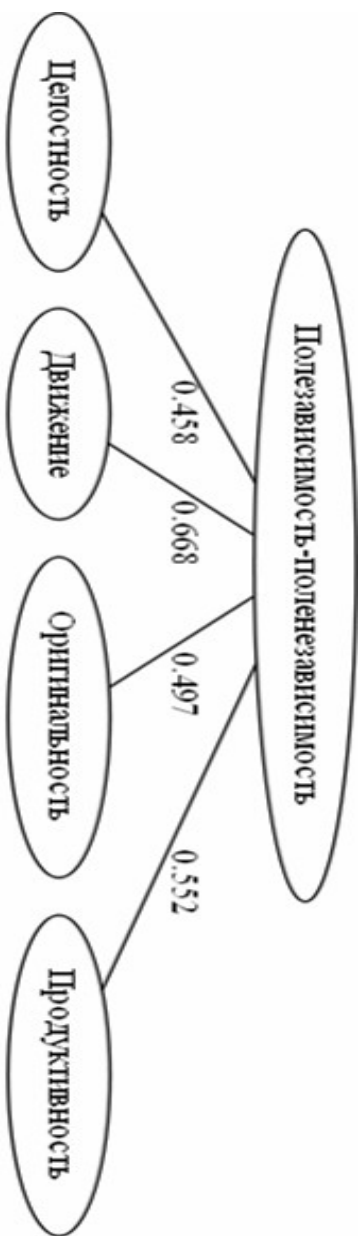 Полезависимость-поленезависимость
0.458
0.668
0.497
0.552
Целостность
Движение
Оригинальность
Продуктивность